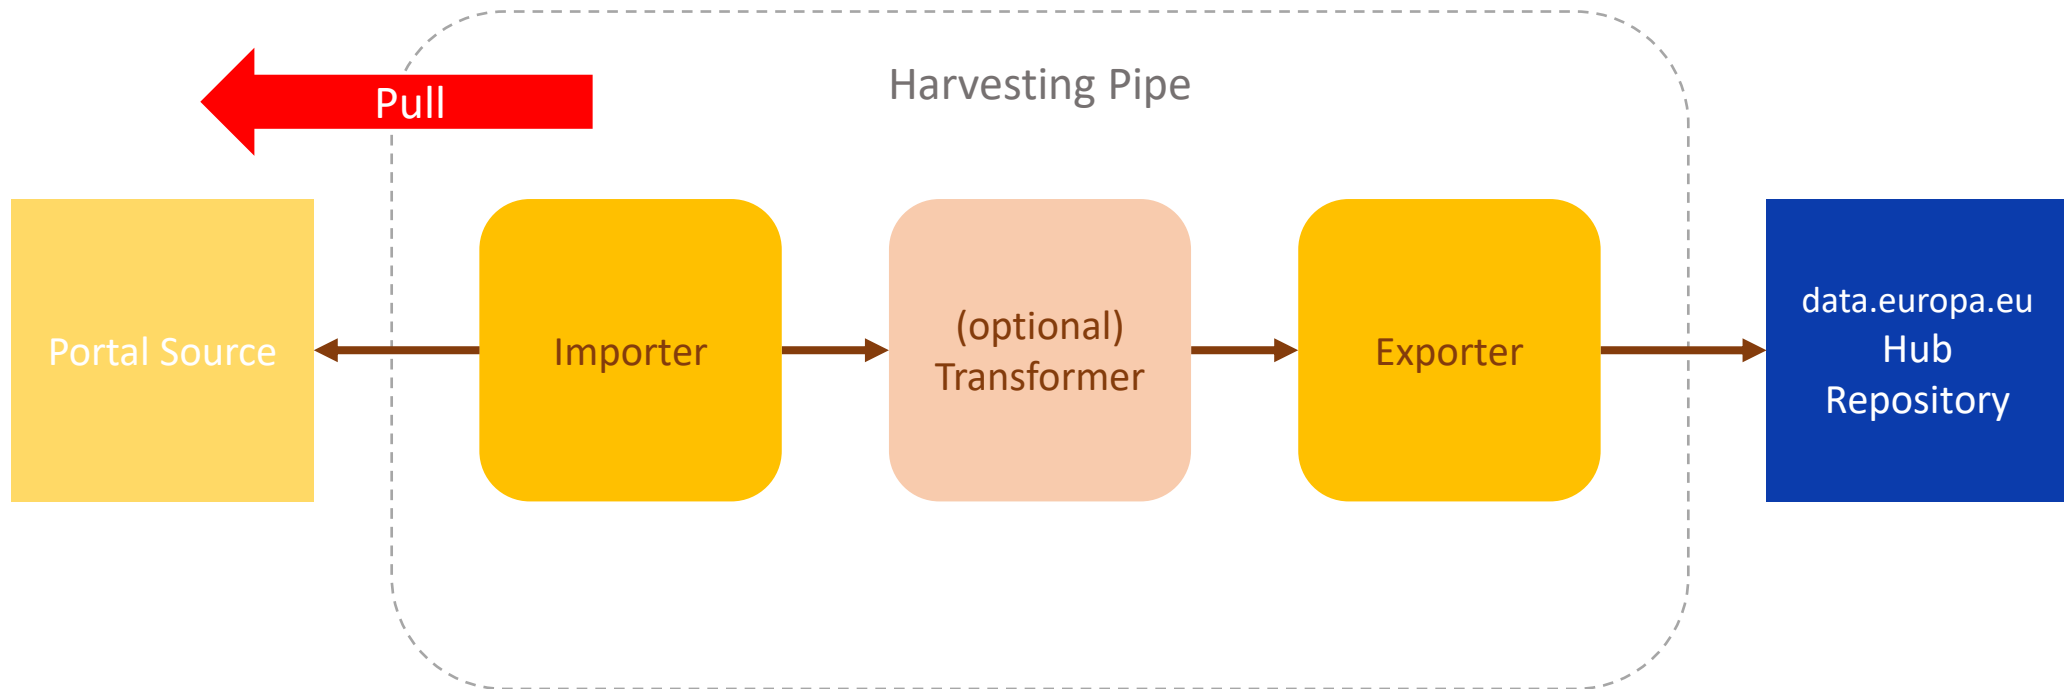 Pull
Harvesting Pipe
Portal Source
Importer
(optional)
Transformer
Exporter
data.europa.eu
Hub
Repository